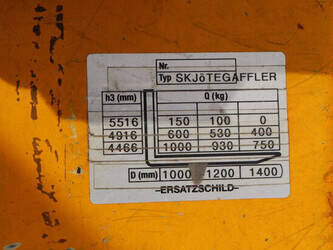 Nr.
Typ SKJöTEGAFFLER
h3 (mm) Q (kg)
5516 150 100 0
4916 600 530 400
4466 1000 930 750
D (mm) 1000 1200 1400
-ERSATZSCHILD-